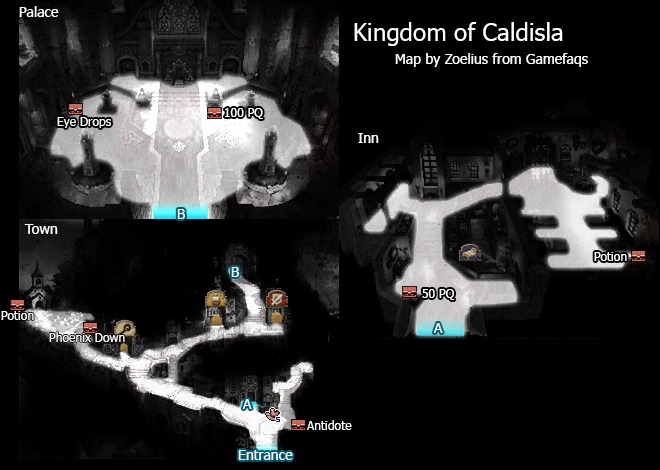 Palace
Kingdom of Caldisla
Map by Zoelius from Gamefaqs
Eye Drops
100 PQ
B
Inn
Potion
50 PQ
A
Town
B
Potion
Phoenix Down
A
S
Antidote
Entrance